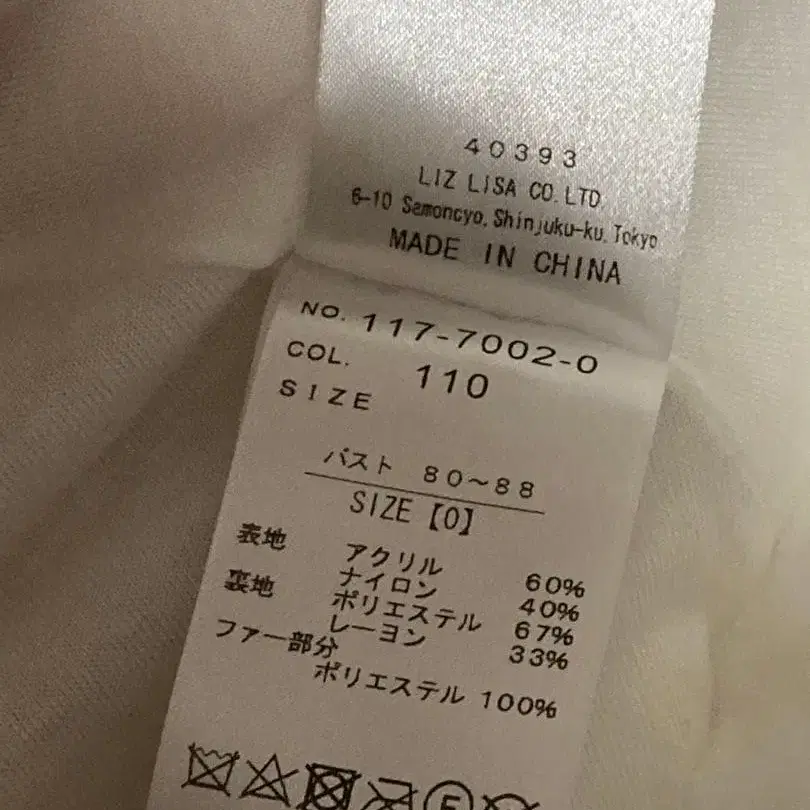 40393
LIZ LISA CO.LTD.
6-10 Samoncyo, Shinjuku-ku, Tokyo
MADE IN CHINA
NO. 117-7002-0
COL. 110
SIZE
バスト 80~88
SIZE【0】
表地 アクリル 60%
ナイロン 40%
裏地 ポリエステル 67%
レーヨン 33%
ファー部分
ポリエステル 100%
F